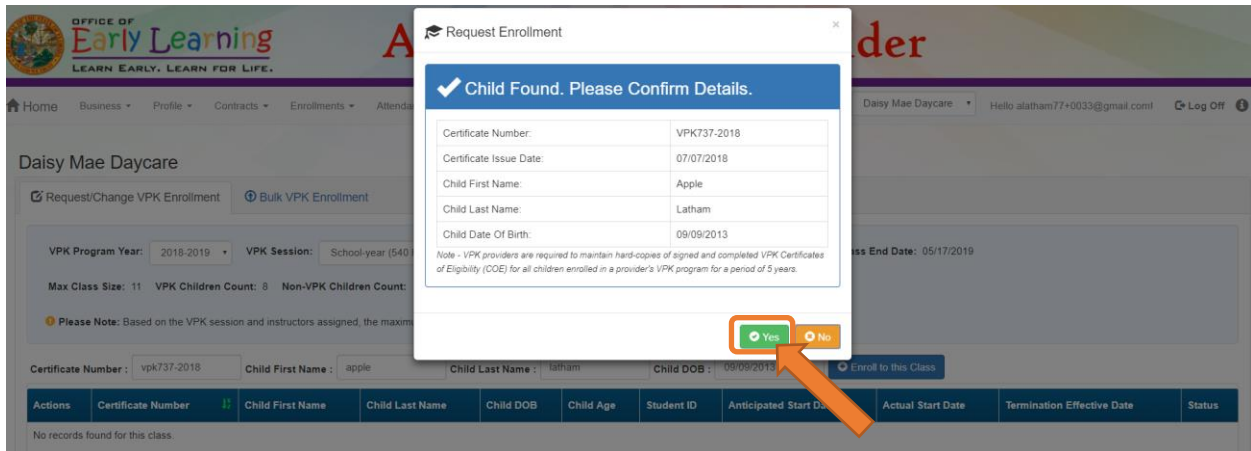 OFFICE OF
Early Learning
LEARN EARLY. LEARN FOR LIFE.
A
der
Request Enrollment
×
Child Found. Please Confirm Details.
Certificate Number: VPK737-2018
Certificate Issue Date: 07/07/2018
Child First Name: Apple
Child Last Name: Latham
Child Date Of Birth: 09/09/2013
Note - VPK providers are required to maintain hard-copies of signed and completed VPK Certificates
of Eligibility (COE) for all children enrolled in a provider's VPK program for a period of 5 years.
Yes No
Home Business Profile Contracts Enrollments Attenda Daisy Mae Daycare Hello alatham77+0033@gmail.com! Log Off
Daisy Mae Daycare
Request/Change VPK Enrollment Bulk VPK Enrollment
VPK Program Year: 2018-2019 VPK Session: School-year (540 ss End Date: 05/17/2019
Max Class Size: 11 VPK Children Count: 8 Non-VPK Children Count:
Please Note: Based on the VPK session and instructors assigned, the maxim
Certificate Number : vpk737-2018 Child First Name : apple Child Last Name : latham Child DOB : 09/09/2013 Enroll to this Class
Actions Certificate Number Child First Name Child Last Name Child DOB Child Age Student ID Anticipated Start Da Actual Start Date Termination Effective Date Status
No records found for this class.